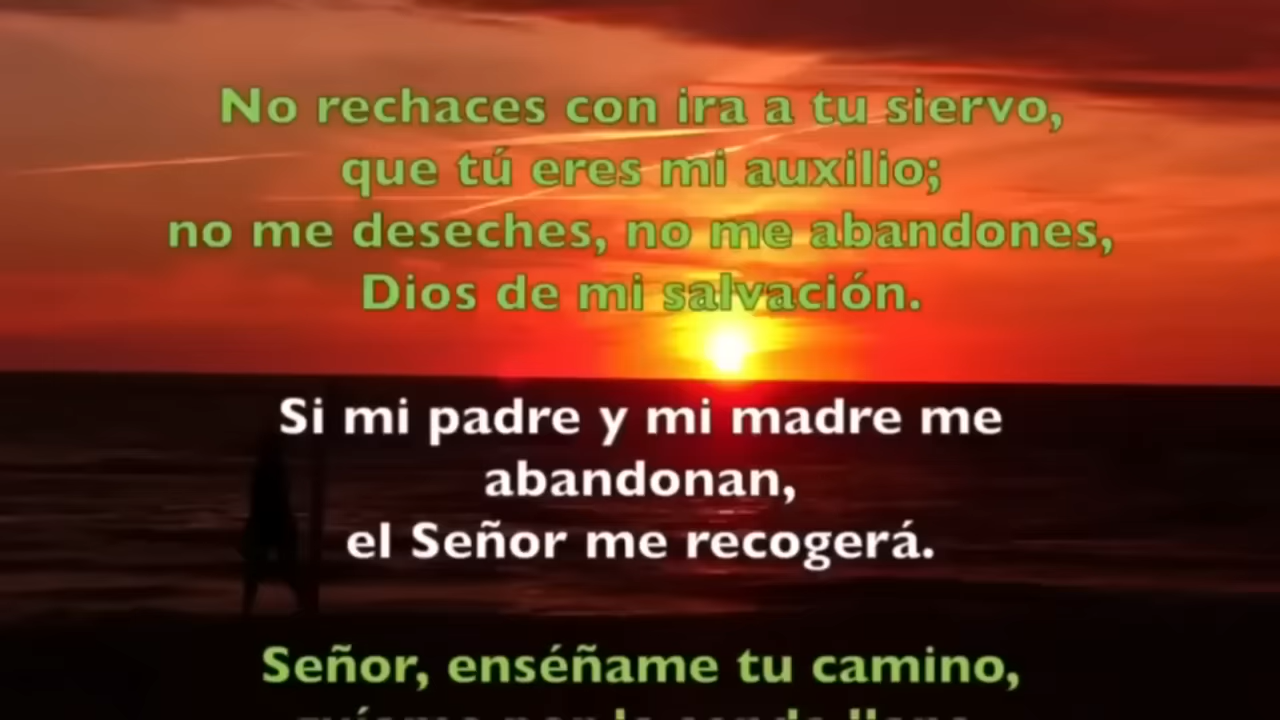 No rechaces con ira a tu siervo,
que tú eres mi auxilio;
no me deseches, no me abandones,
Dios de mi salvación.
Si mi padre y mi madre me
abandonan,
el Señor me recogerá.
Señor, enséñame tu camino,